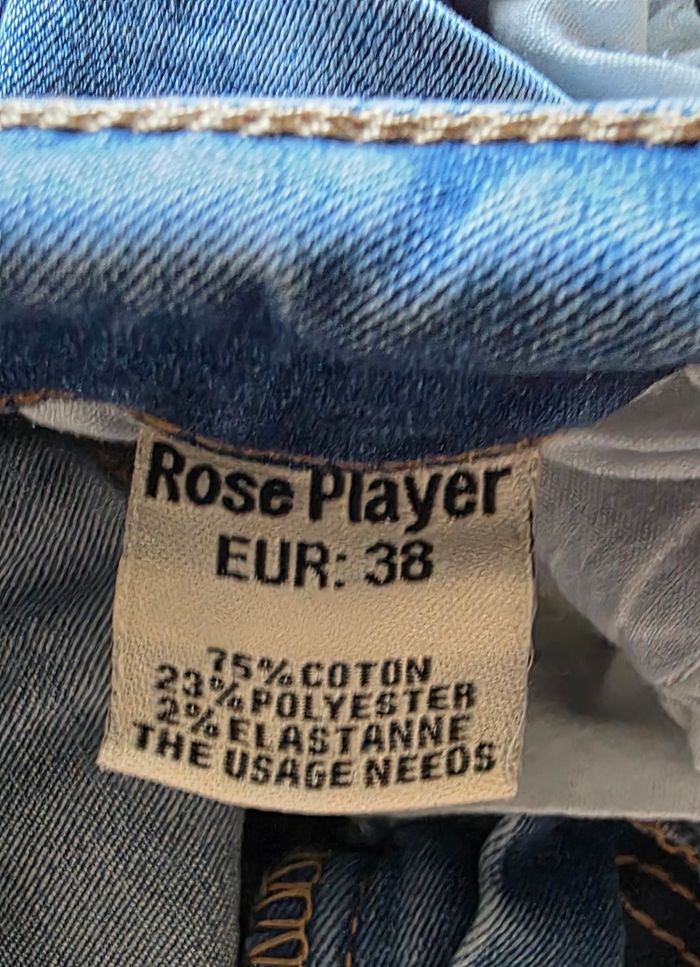 Rose Player
EUR: 38
75% COTON
23% POLYESTER
2% ELASTANNE
THE USAGE NEEDS